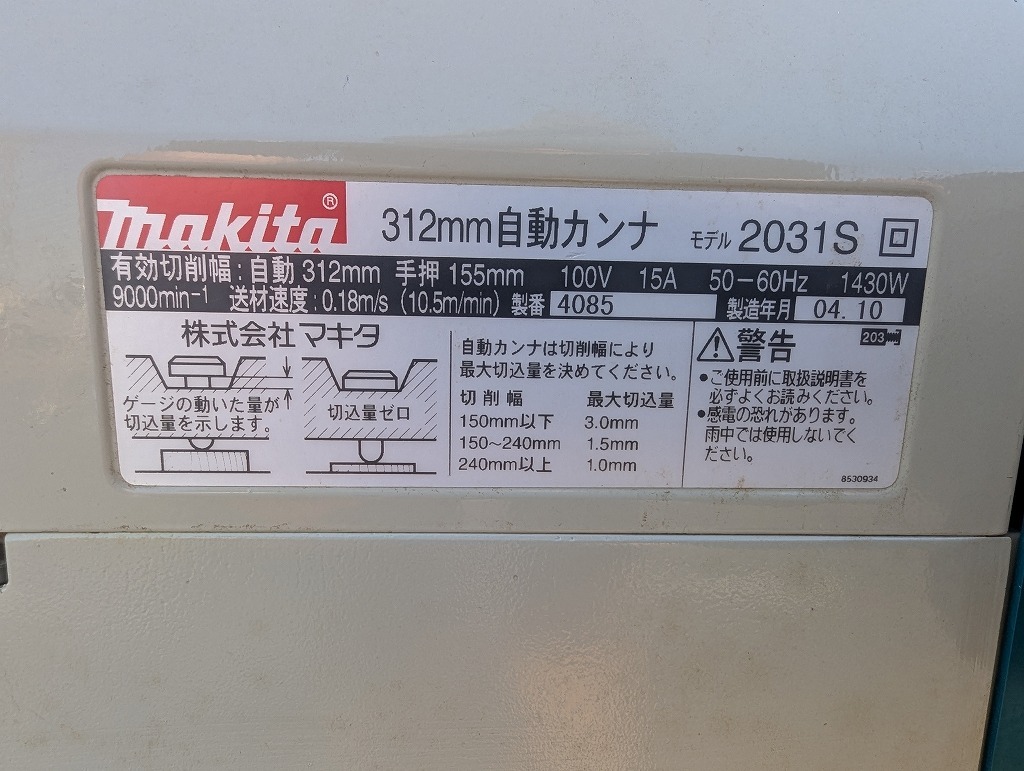 makita®
312mm自動カンナ モデル 2031S
有効切削幅:自動 312mm 手押 155mm 100V 15A 50-60Hz 1430W
9000min-1 送材速度:0.18m/s (10.5m/min) 製番 4085 製造年月 04.10
株式会社マキタ
ゲージの動いた量が
切込量を示します。
切込量ゼロ
自動カンナは切削幅により
最大切込量を決めてください。
切削幅 最大切込量
150mm以下 3.0mm
150~240mm 1.5mm
240mm以上 1.0mm
警告
203
•ご使用前に取扱説明書を
必ずよくお読みください。
•感電の恐れがあります。
雨中では使用しないでく
ださい。
8530934